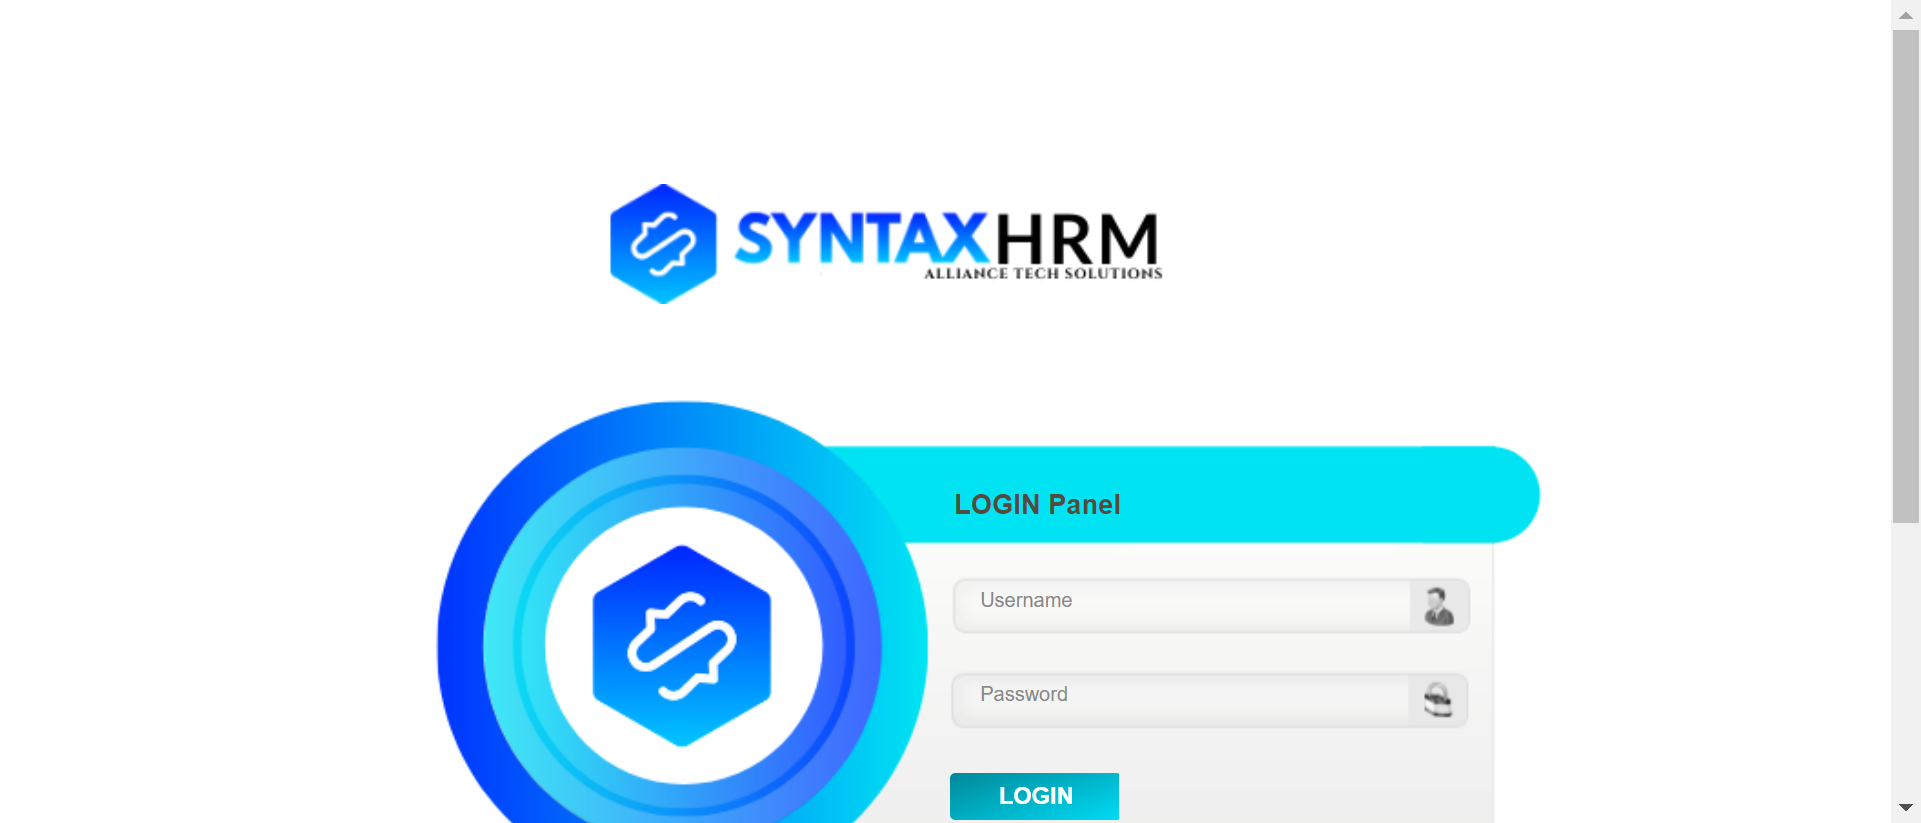 SYNTAXHRM
ALLIANCE TECH SOLUTIONS
LOGIN Panel
Username
Password
LOGIN